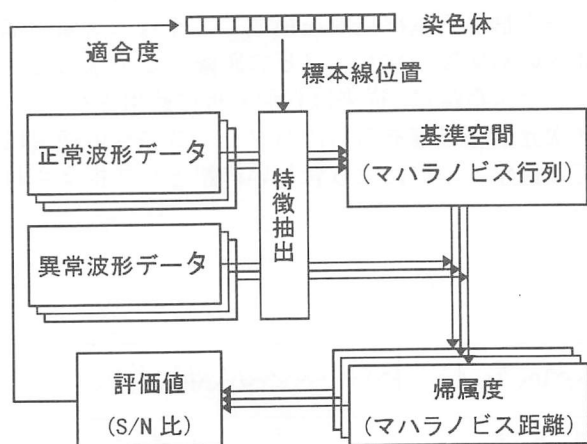 染色体
適合度
標本線位置
正常波形データ
特徴抽出
基準空間
(マハラノビス行列)
異常波形データ
評価値
(S/N 比)
帰属度
(マハラノビス距離)